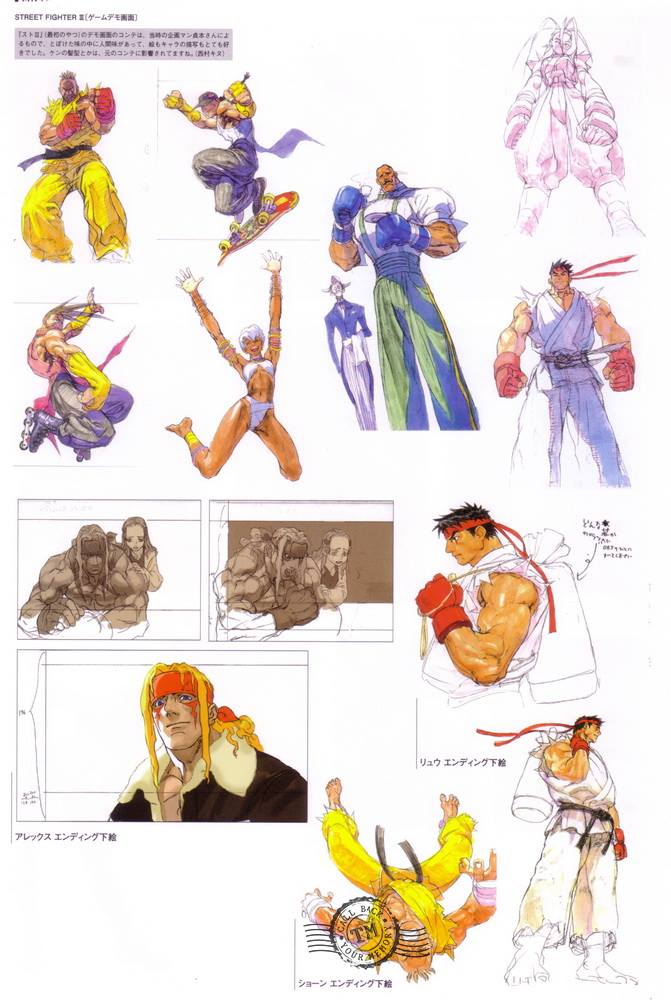 STREET FIGHTER Ⅲ［ゲームデモ画面］
『ストⅢ』（最初のやつ）のデモ画面のコンテは、当時の企画マン貞本さんによ
るもので、とぼけた味の中に人間味があって、絵もキャラの描写もとても好
きでした。ケンの髪型とかは、元のコンテに影響されてますね。（西村キヌ）
リュウ エンディング下絵
アレックス エンディング下絵
CALL BACK
TM
YOUR MEMORY
ショーン エンディング下絵